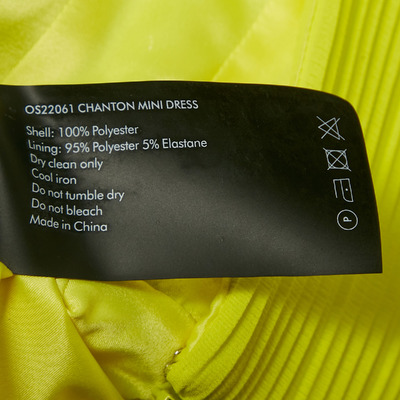 OS22061 CHANTON MINI DRESS
Shell: 100% Polyester
Lining: 95% Polyester 5% Elastane
Dry clean only
Cool iron
Do not tumble dry
Do not bleach
Made in China
P